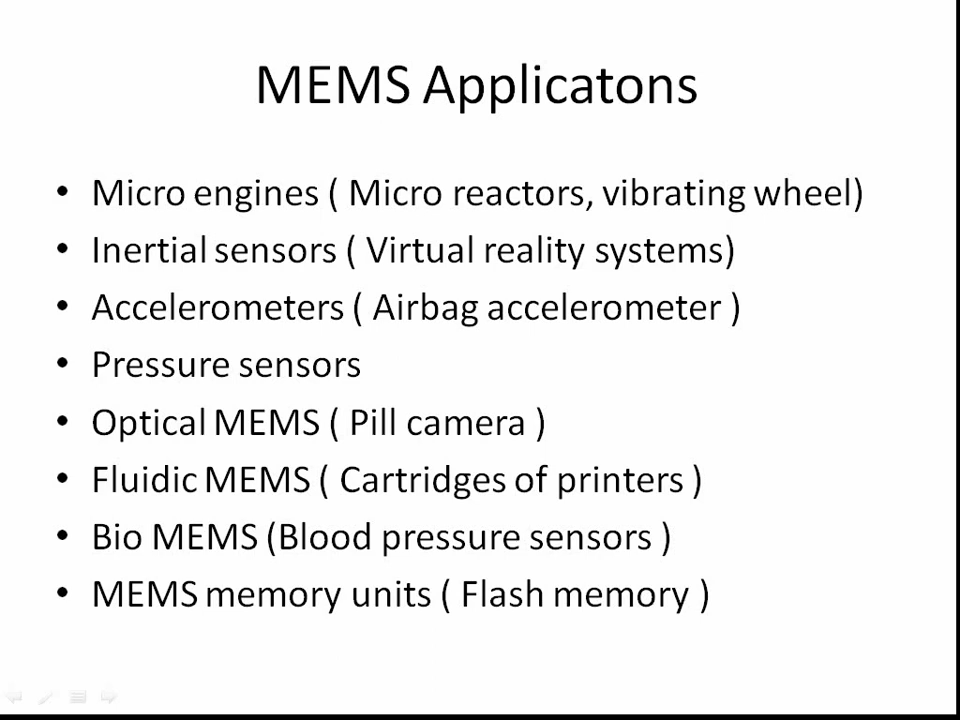 MEMS Applicatons
• Micro engines ( Micro reactors, vibrating wheel)
• Inertial sensors ( Virtual reality systems)
• Accelerometers ( Airbag accelerometer )
• Pressure sensors
• Optical MEMS ( Pill camera )
• Fluidic MEMS ( Cartridges of printers )
• Bio MEMS (Blood pressure sensors )
• MEMS memory units ( Flash memory )